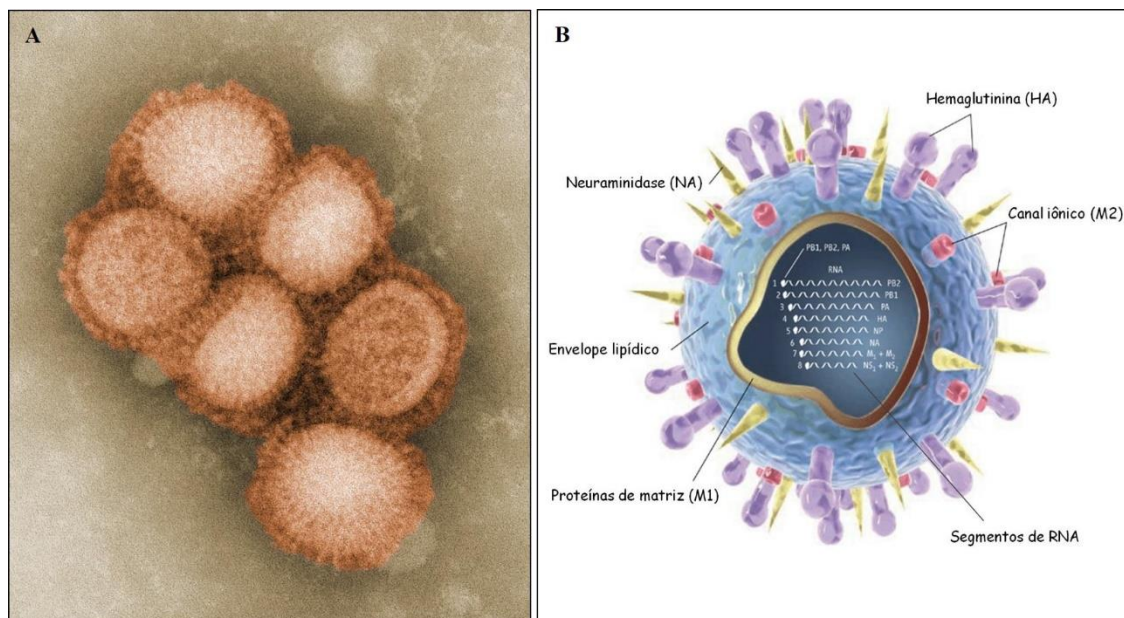 A
B
Hemaglutinina (HA)
Neuraminidase (NA)
Canal iônico (M2)
PB1, PB2, PA
RNA
1 PB2
2 PB1
3 PA
4 HA
5 NP
6 NA
7 M₁ + M₂
8 NS₁ + NS₂
Envelope lipídico
Proteínas de matriz (M1)
Segmentos de RNA